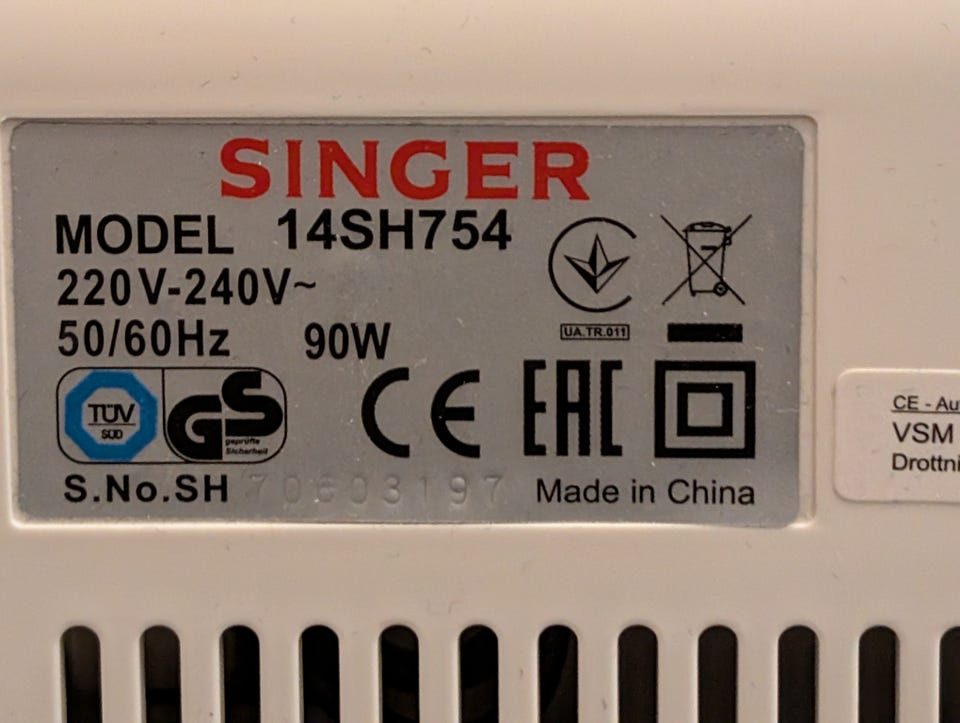 SINGER
MODEL 14SH754
220V-240V~
50/60Hz 90W
UA.TR.011
TÜV
SÜD
GS
geprüfte
Sicherheit
CE EAC
S.No.SH 70603197
Made in China
CE - Au
VSM
Drottni